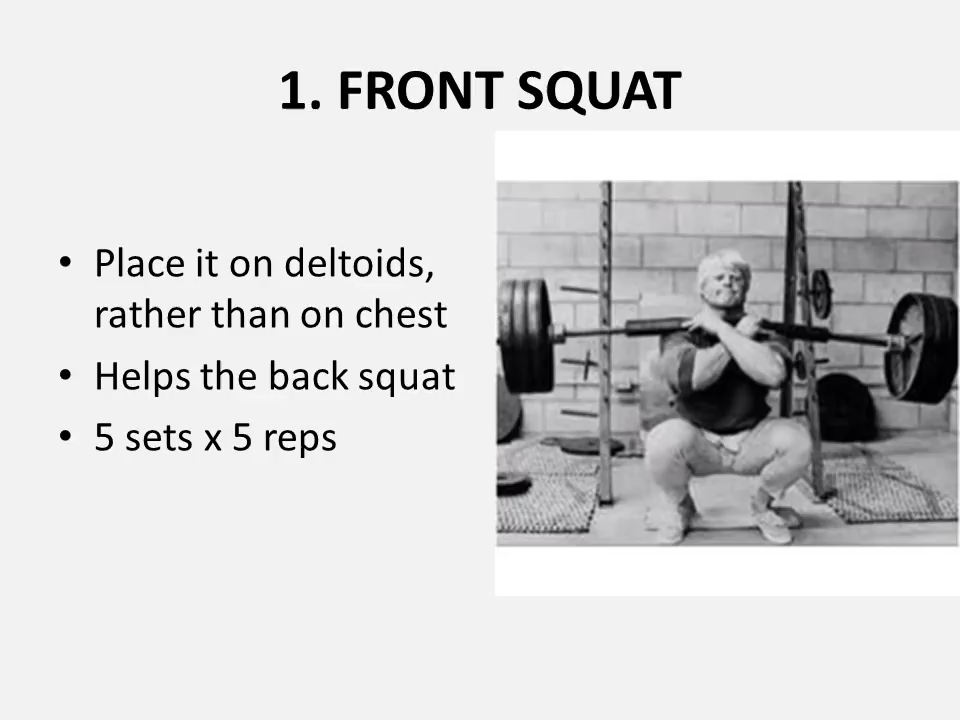 1. FRONT SQUAT
• Place it on deltoids,
rather than on chest
• Helps the back squat
• 5 sets x 5 reps